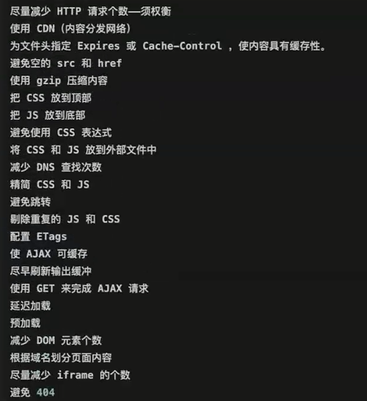 尽量减少 HTTP 请求个数——须权衡
使用 CDN（内容分发网络）
为文件头指定 Expires 或 Cache-Control ，使内容具有缓存性。
避免空的 src 和 href
使用 gzip 压缩内容
把 CSS 放到顶部
把 JS 放到底部
避免使用 CSS 表达式
将 CSS 和 JS 放到外部文件中
减少 DNS 查找次数
精简 CSS 和 JS
避免跳转
剔除重复的 JS 和 CSS
配置 ETags
使 AJAX 可缓存
尽早刷新输出缓冲
使用 GET 来完成 AJAX 请求
延迟加载
预加载
减少 DOM 元素个数
根据域名划分页面内容
尽量减少 iframe 的个数
避免 404